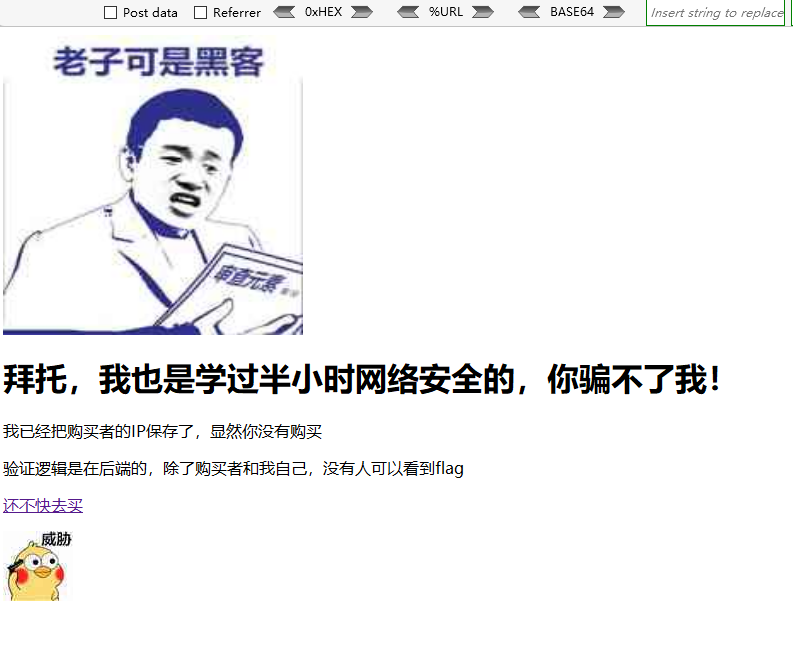 Post data Referrer 0xHEX %URL BASE64 Insert string to replace
老子可是黑客
审查元素
拜托，我也是学过半小时网络安全的，你骗不了我！
我已经把购买者的IP保存了，显然你没有购买
验证逻辑是在后端的，除了购买者和我自己，没有人可以看到flag
还不快去买
威胁